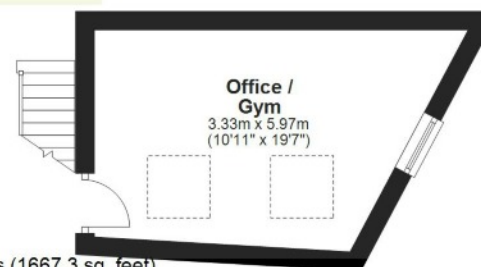 Office /
Gym
3.33m x 5.97m
(10'11" x 19'7")
s (1667.3 sq. feet)